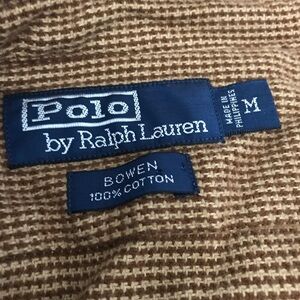 Polo
by Ralph Lauren
MADE IN
PHILIPPINES
M
BOWEN
100% COTTON